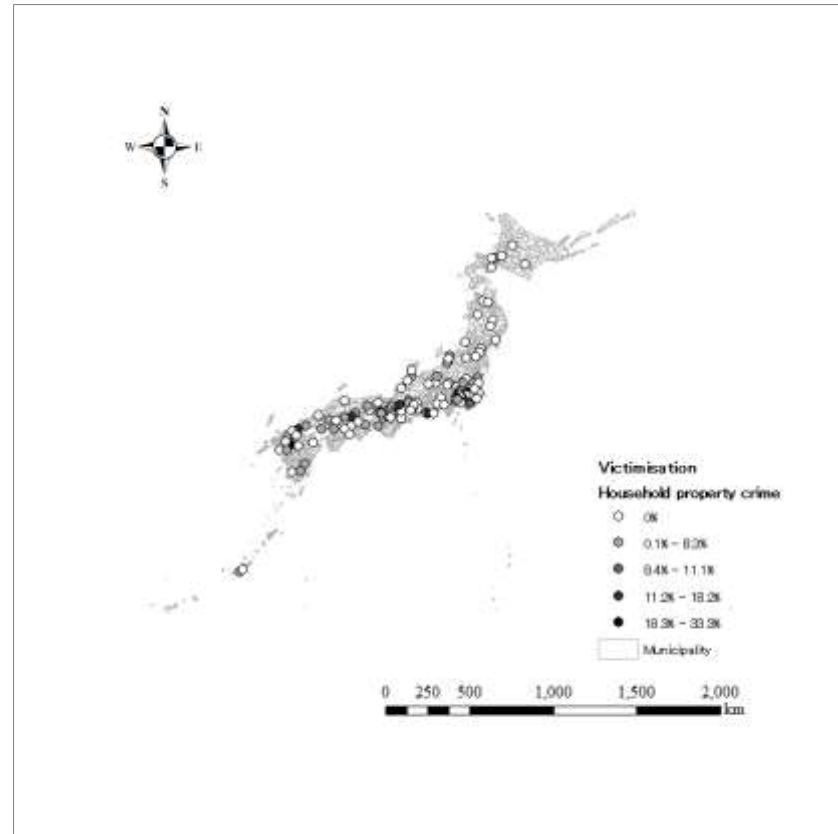 N
W E
S
Victimisation
Household property crime
0%
0.1% - 8.3%
8.4% - 11.1%
11.2% - 18.2%
18.3% - 33.3%
Municipality
0 250 500 1,000 1,500 2,000
km